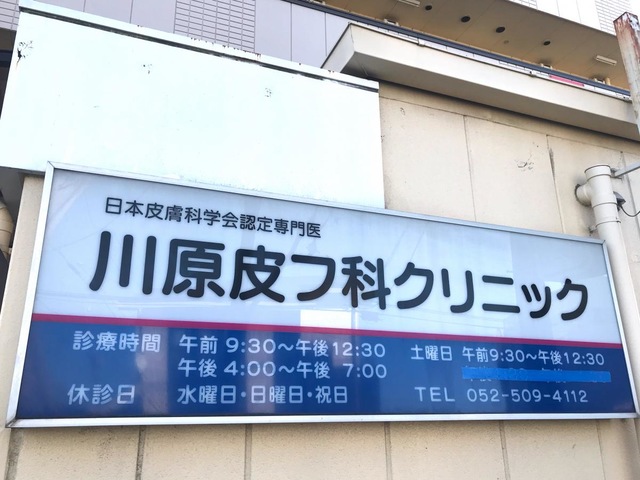 日本皮膚科学会認定専門医
川原皮フ科クリニック
診療時間 午前 9:30～午後12:30 土曜日 午前9:30～午後12:30
午後 4:00～午後 7:00
休診日 水曜日・日曜日・祝日 TEL 052-509-4112